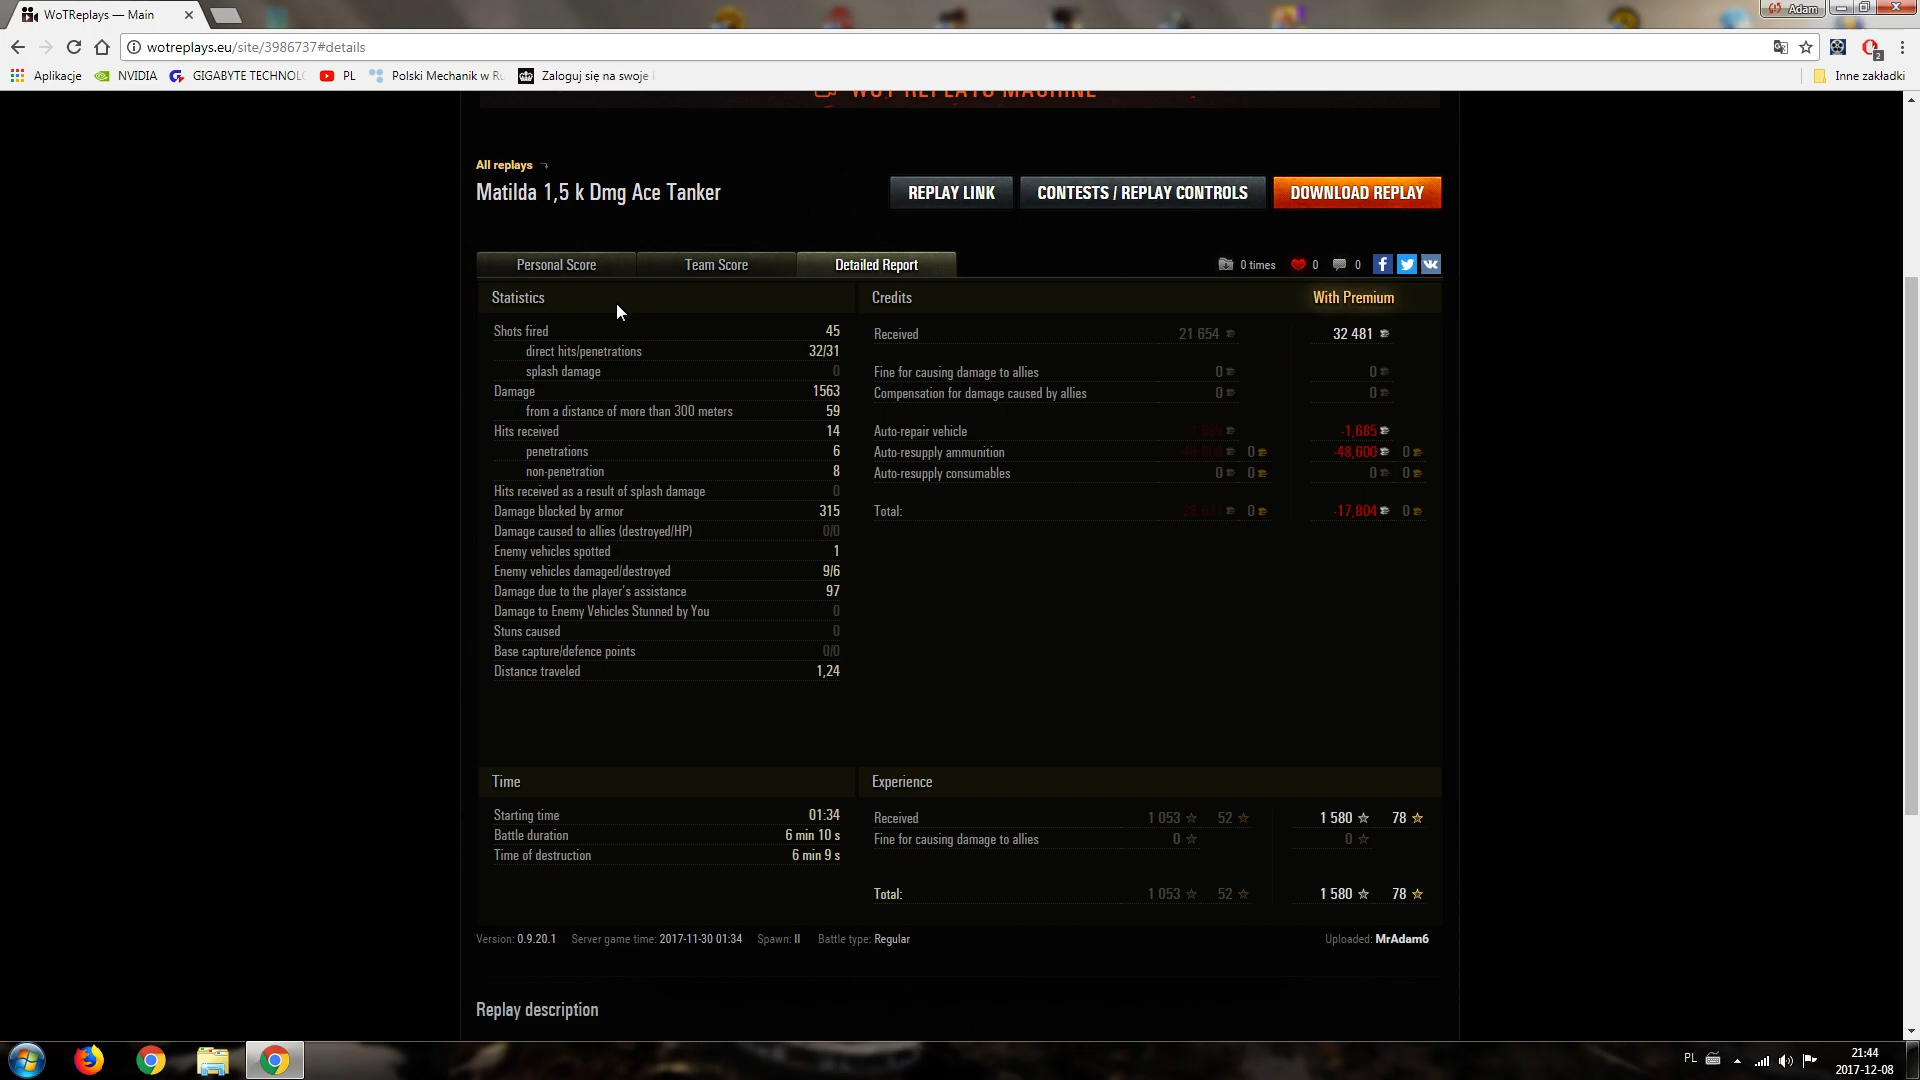 WoTReplays — Main
Adam
wotreplays.eu/site/3986737#details
Aplikacje NVIDIA GIGABYTE TECHNOLO PL Polski Mechanik w Ru Zaloguj się na swoje Inne zakładki
WOT REPLAYS MACHINE
All replays
Matilda 1,5 k Dmg Ace Tanker REPLAY LINK CONTESTS / REPLAY CONTROLS DOWNLOAD REPLAY
Personal Score Team Score Detailed Report 0 times 0 0
Statistics Credits With Premium
Shots fired 45
direct hits/penetrations 32/31
splash damage 0
Damage 1563
from a distance of more than 300 meters 59
Hits received 14
penetrations 6
non-penetration 8
Hits received as a result of splash damage 0
Damage blocked by armor 315
Damage caused to allies (destroyed/HP) 0/0
Enemy vehicles spotted 1
Enemy vehicles damaged/destroyed 9/6
Damage due to the player's assistance 97
Damage to Enemy Vehicles Stunned by You 0
Stuns caused 0
Base capture/defence points 0/0
Distance traveled 1,24
Received 21 654 32 481
Fine for causing damage to allies 0 0
Compensation for damage caused by allies 0 0
Auto-repair vehicle -1,685
Auto-resupply ammunition 0 -48,600 0
Auto-resupply consumables 0 0 0 0
Total: 0 -17,804 0
Time Experience
Starting time 01:34
Battle duration 6 min 10 s
Time of destruction 6 min 9 s
Received 1 053 52 1 580 78
Fine for causing damage to allies 0 0
Total: 1 053 52 1 580 78
Version: 0.9.20.1 Server game time: 2017-11-30 01:34 Spawn: II Battle type: Regular Uploaded: MrAdam6
Replay description
PL 21:44
2017-12-08